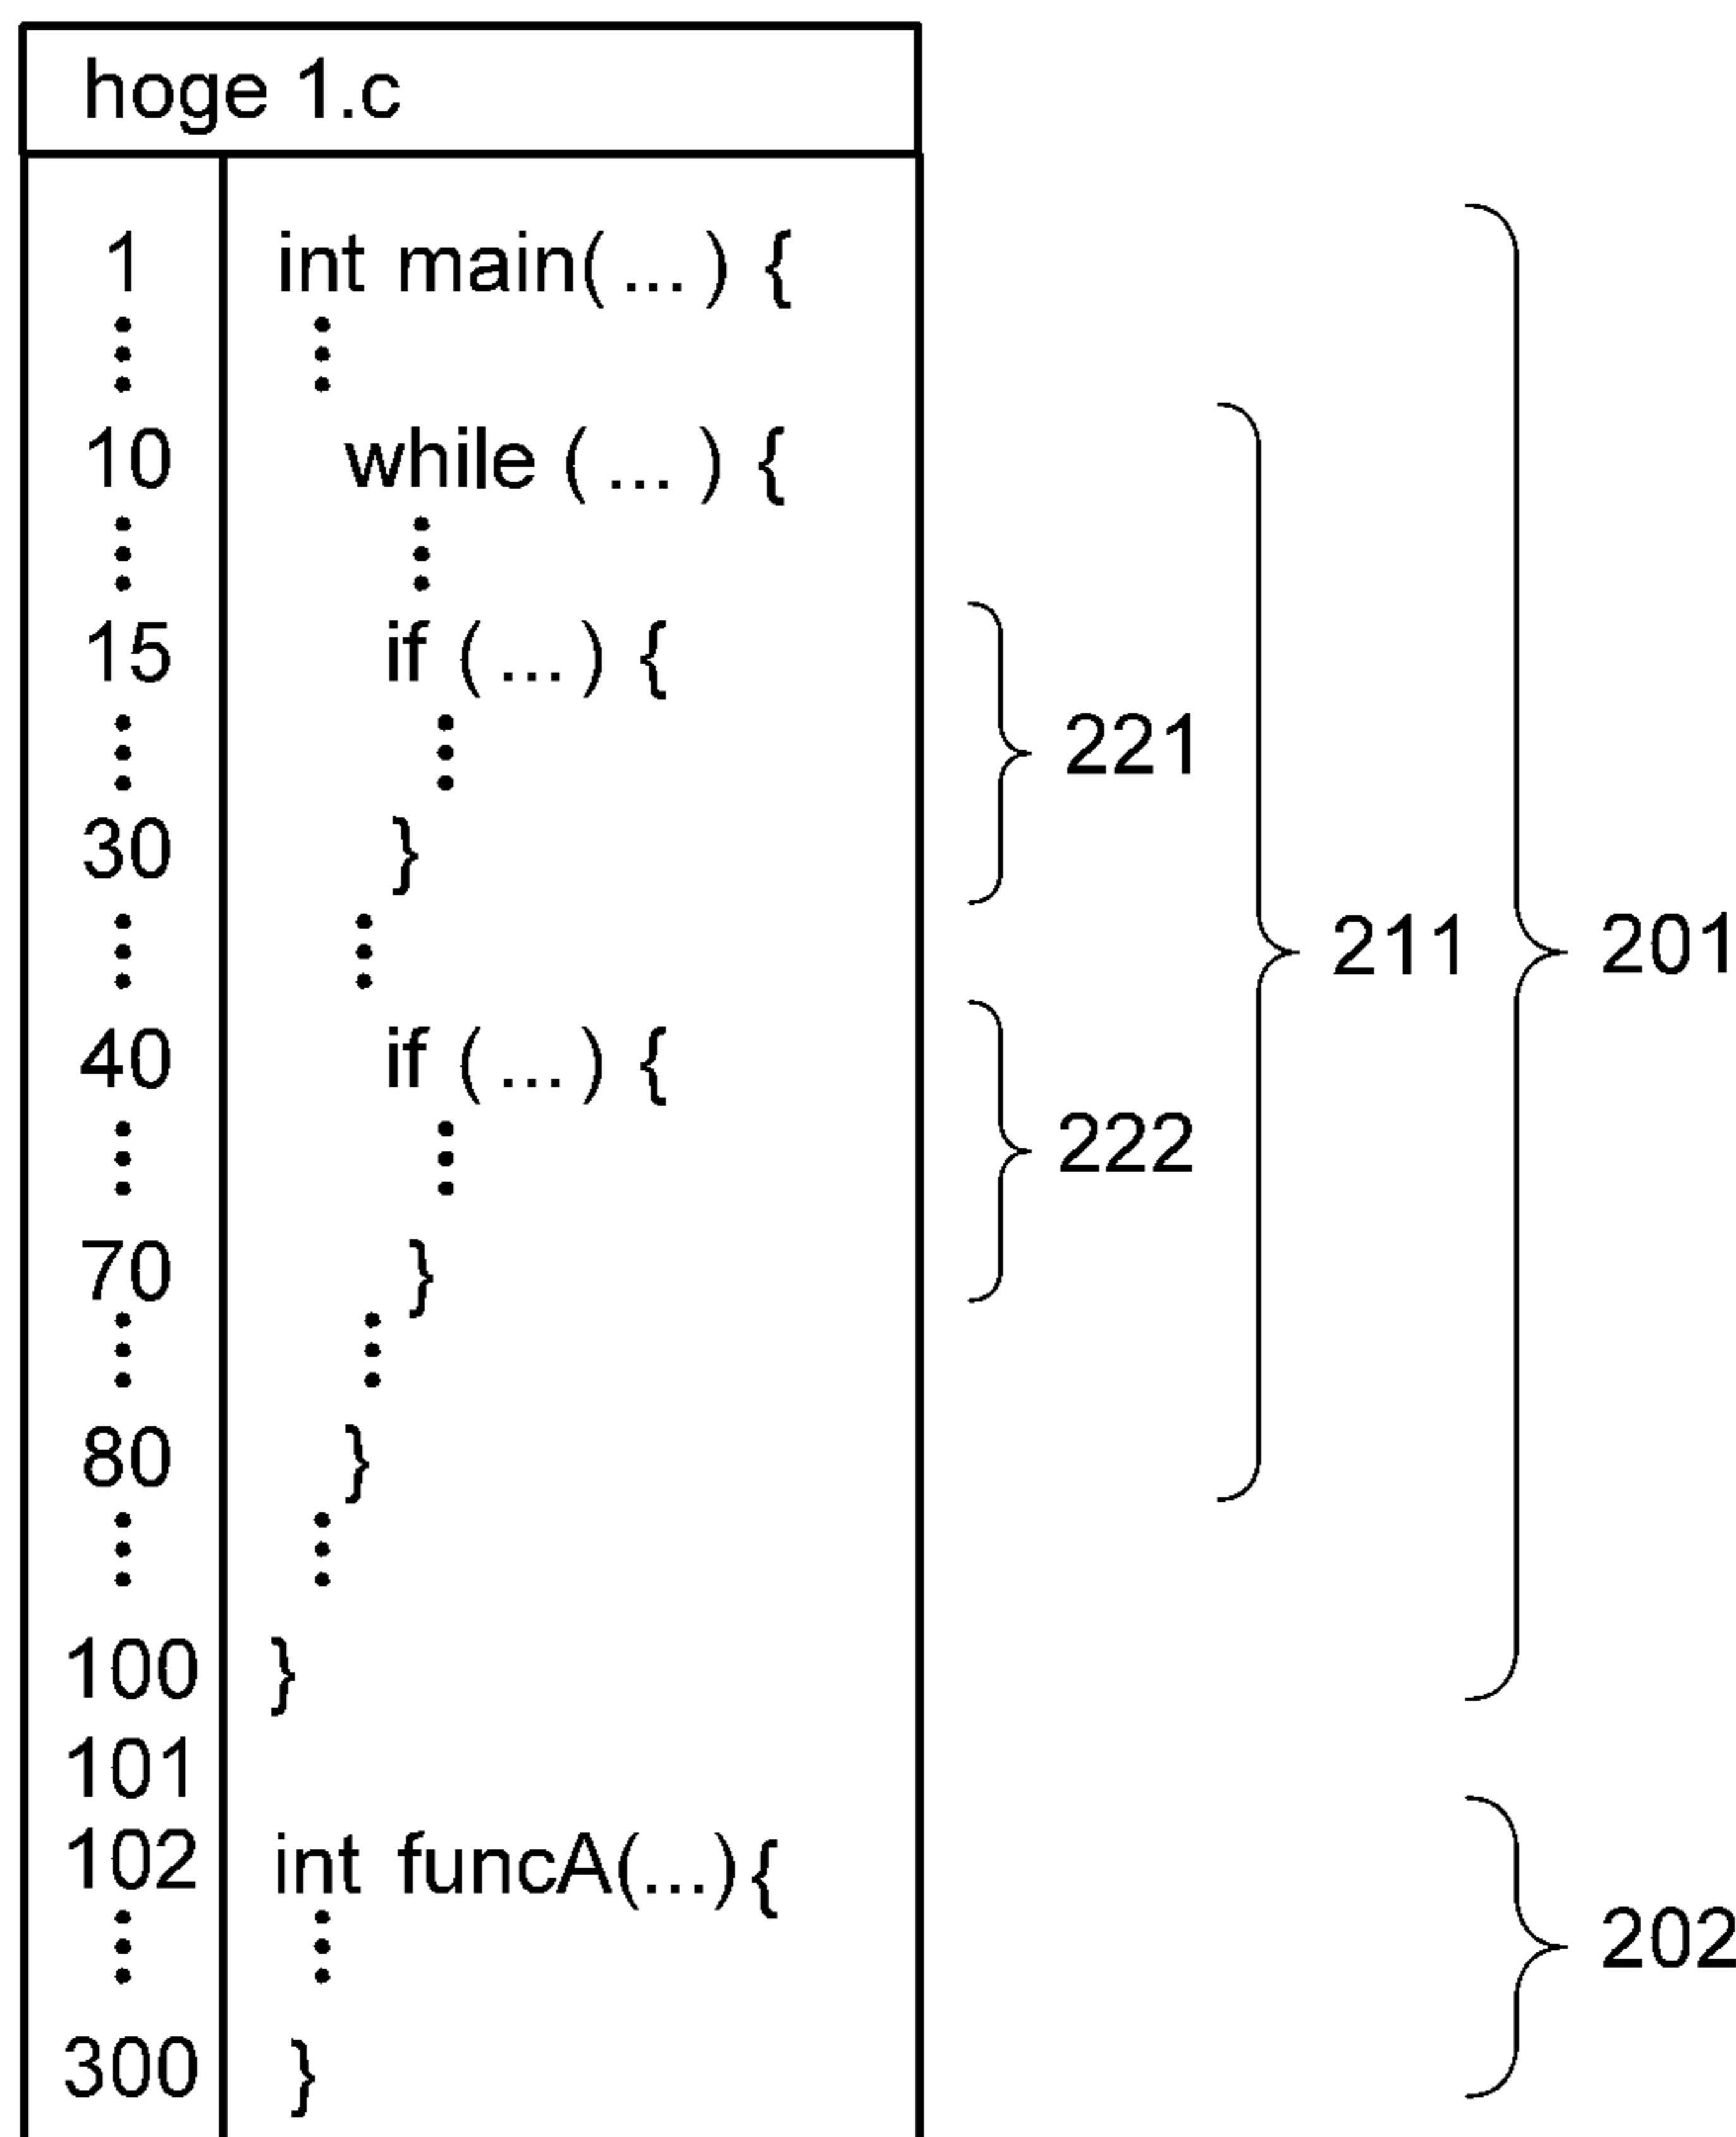 hoge 1.c
1 int main( ... ) {
10 while ( ... ) {
15 if ( ... ) {
221
30 }
211 201
40 if ( ... ) {
222
70 }
80 }
100 }
101
102 int funcA(...){
202
300 }